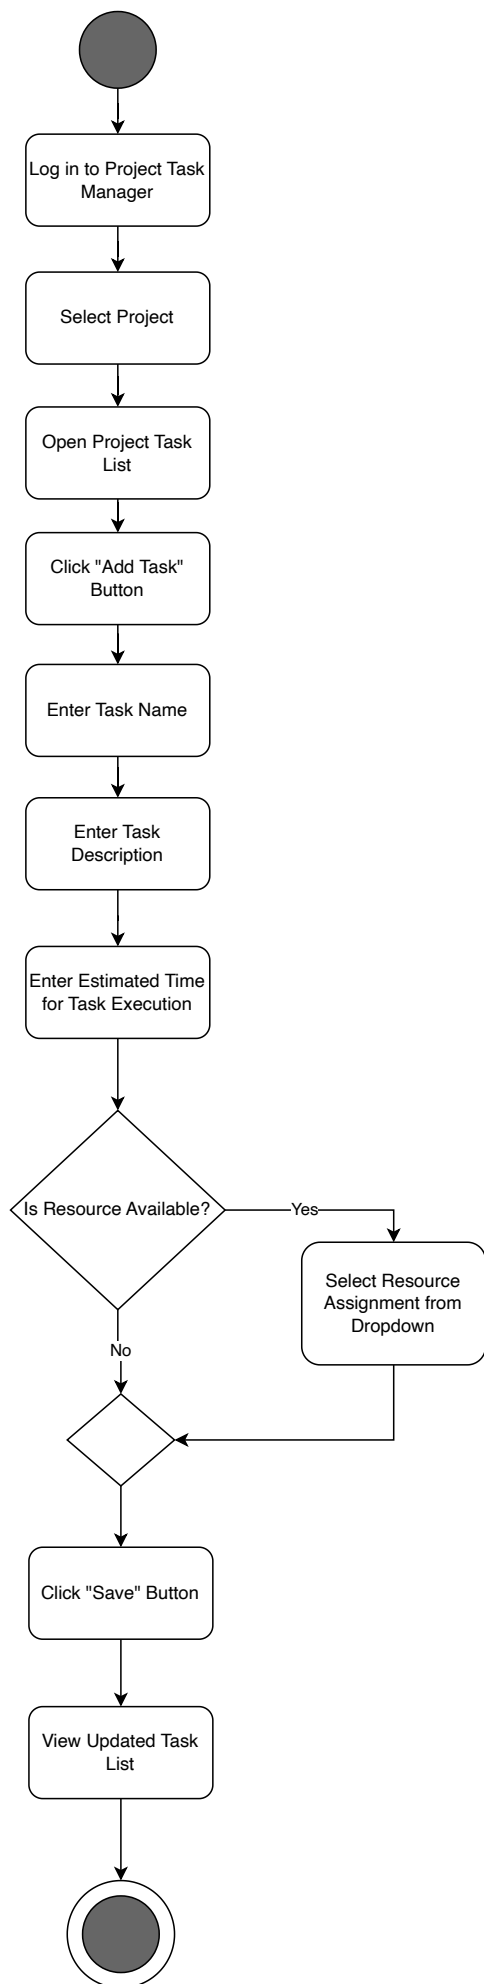 Log in to Project Task
Manager
Select Project
Open Project Task
List
Click "Add Task"
Button
Enter Task Name
Enter Task
Description
Enter Estimated Time
for Task Execution
Is Resource Available?
Yes
Select Resource
Assignment from
Dropdown
No
Click "Save" Button
View Updated Task
List